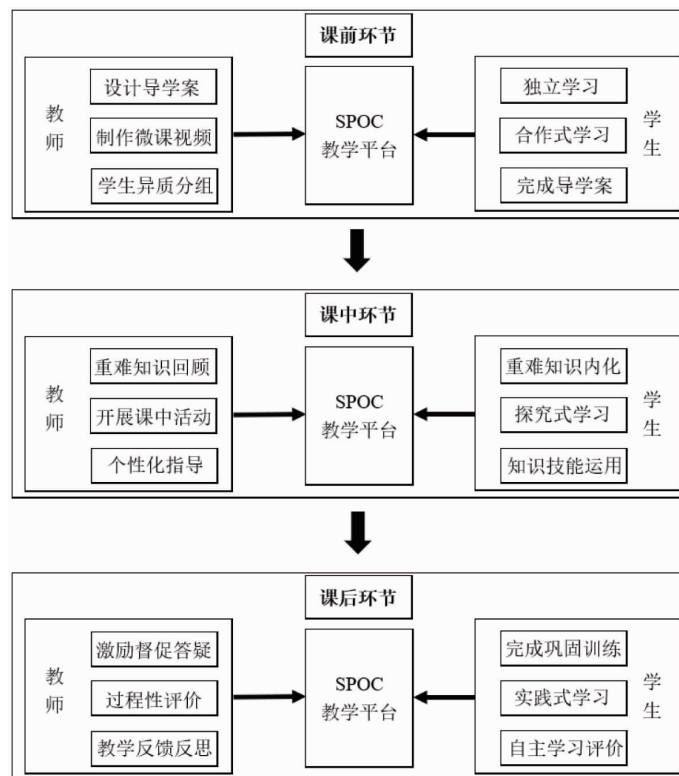 课前环节
教师
设计导学案
制作微课视频
学生异质分组
SPOC
教学平台
独立学习
合作式学习
完成导学案
学生
课中环节
教师
重难知识回顾
开展课中活动
个性化指导
SPOC
教学平台
重难知识内化
探究式学习
知识技能运用
学生
课后环节
教师
激励督促答疑
过程性评价
教学反馈反思
SPOC
教学平台
完成巩固训练
实践式学习
自主学习评价
学生